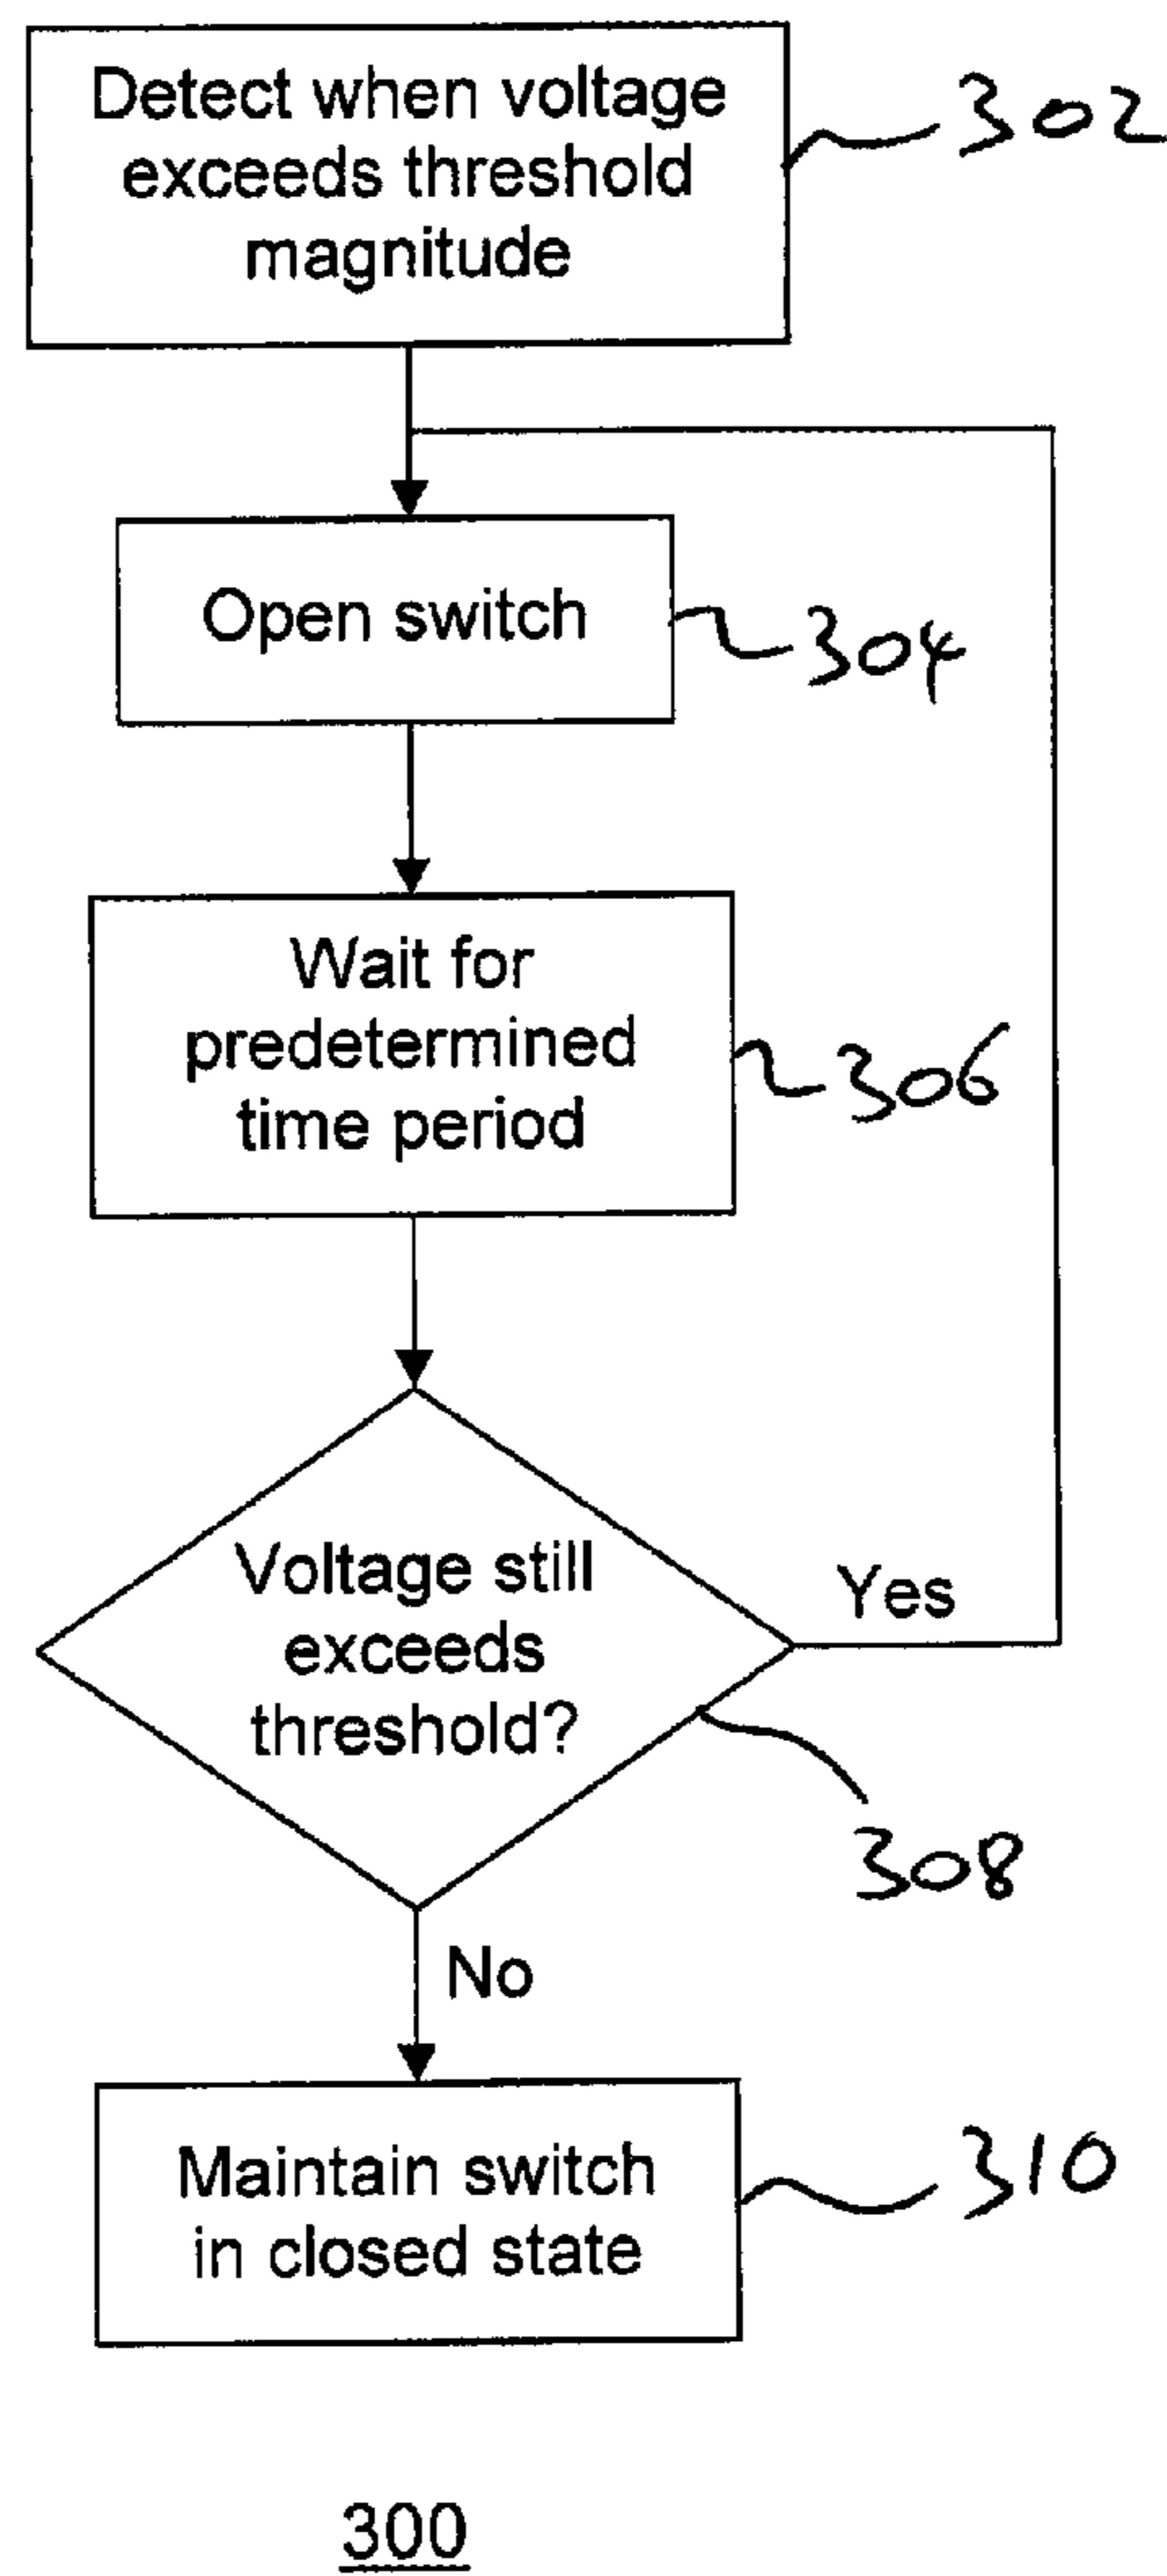 Detect when voltage
exceeds threshold
magnitude
302
Open switch
304
Wait for
predetermined
time period
306
Voltage still
exceeds
threshold?
Yes
308
No
Maintain switch
in closed state
310
300